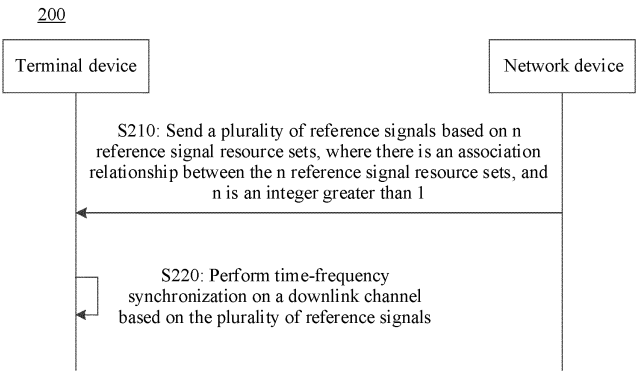 200
Terminal device
Network device
S210: Send a plurality of reference signals based on n
reference signal resource sets, where there is an association
relationship between the n reference signal resource sets, and
n is an integer greater than 1
S220: Perform time-frequency
synchronization on a downlink channel
based on the plurality of reference signals